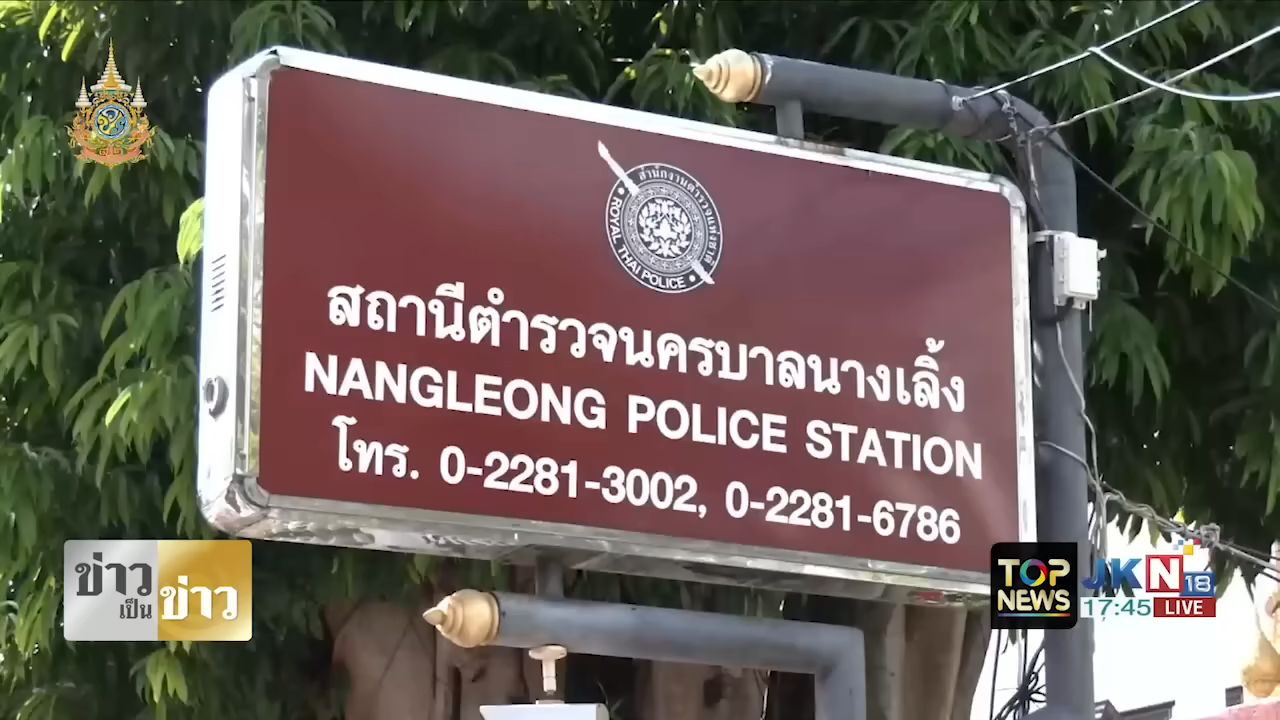 สำนักงานตำรวจแห่งชาติ
ROYAL THAI POLICE
สถานีตำรวจนครบาลนางเลิ้ง
NANGLEONG POLICE STATION
โทร. 0-2281-3002, 0-2281-6786
ข่าว
เป็น
ข่าว
TOP
NEWS
JKN18
17:45 LIVE